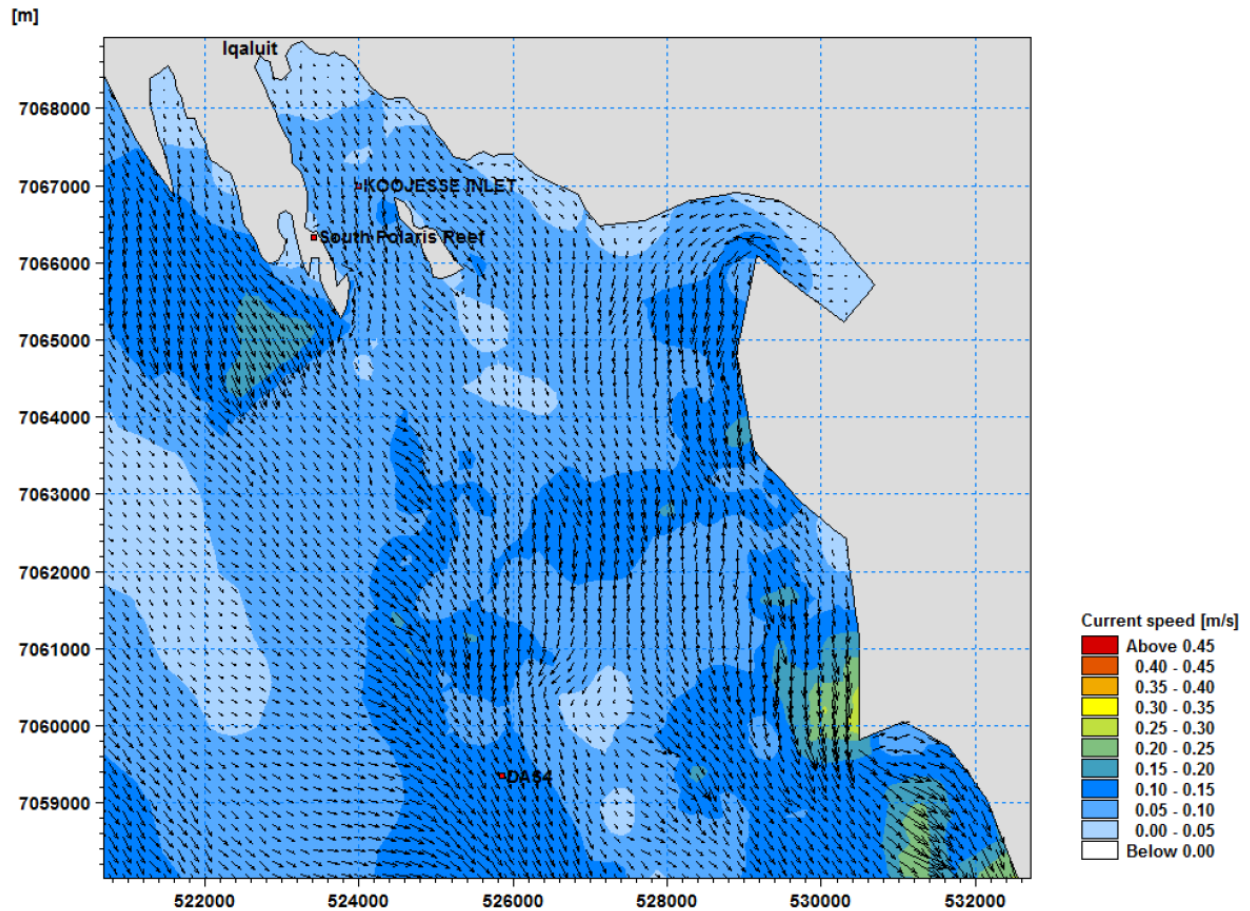 [m]
Iqaluit
7068000
7067000
KOOJESSE INLET
South Polaris Reef
7066000
7065000
7064000
7063000
7062000
7061000
7060000
DAS4
7059000
522000 524000 526000 528000 530000 532000
Current speed [m/s]
Above 0.45
0.40 - 0.45
0.35 - 0.40
0.30 - 0.35
0.25 - 0.30
0.20 - 0.25
0.15 - 0.20
0.10 - 0.15
0.05 - 0.10
0.00 - 0.05
Below 0.00